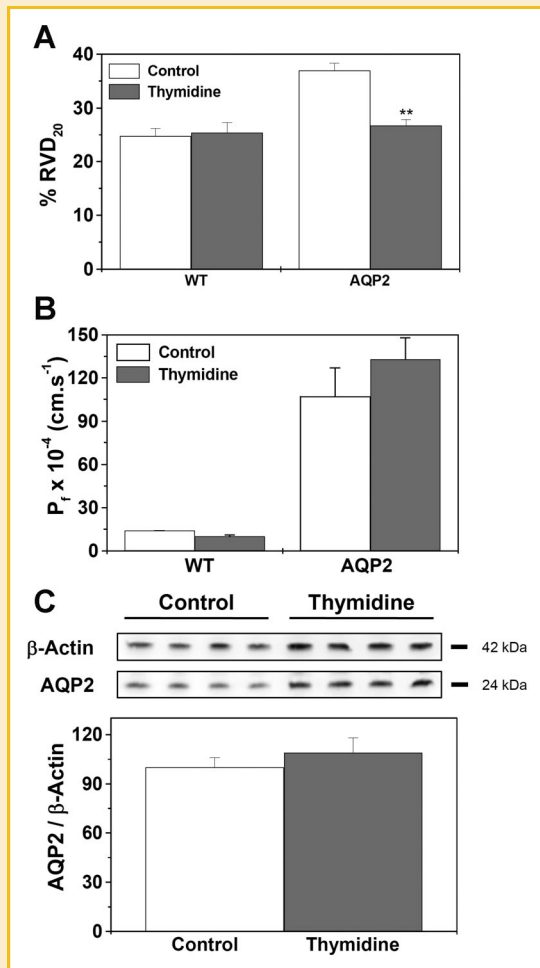 A
Control
Thymidine
**
% RVD₂₀
40
30
20
10
0
WT AQP2
B
Control
Thymidine
P_f x 10⁻⁴ (cm.s⁻¹)
150
120
90
60
30
0
WT AQP2
C
Control Thymidine
β-Actin 42 kDa
AQP2 24 kDa
AQP2 / β-Actin
120
90
60
30
0
Control Thymidine